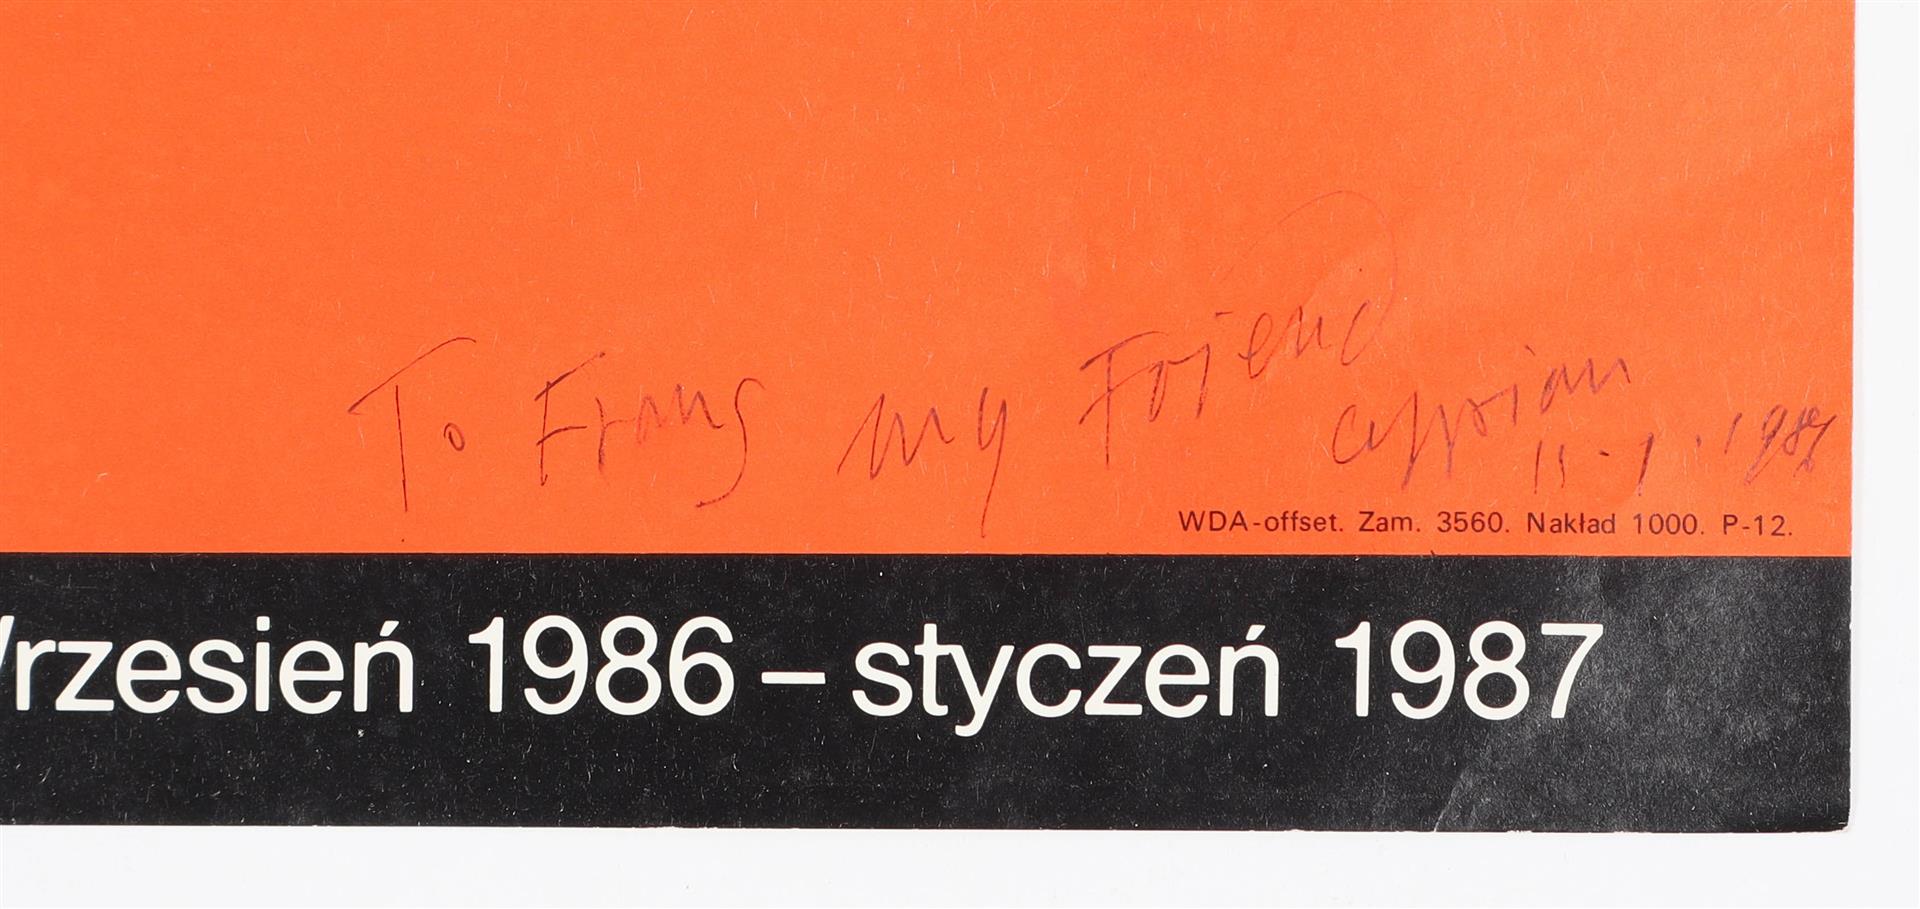 To Frans my Friend
Cyprian
11-1.1987
WDA-offset. Zam. 3560. Nakład 1000. P-12.
rzesień 1986 – styczeń 1987